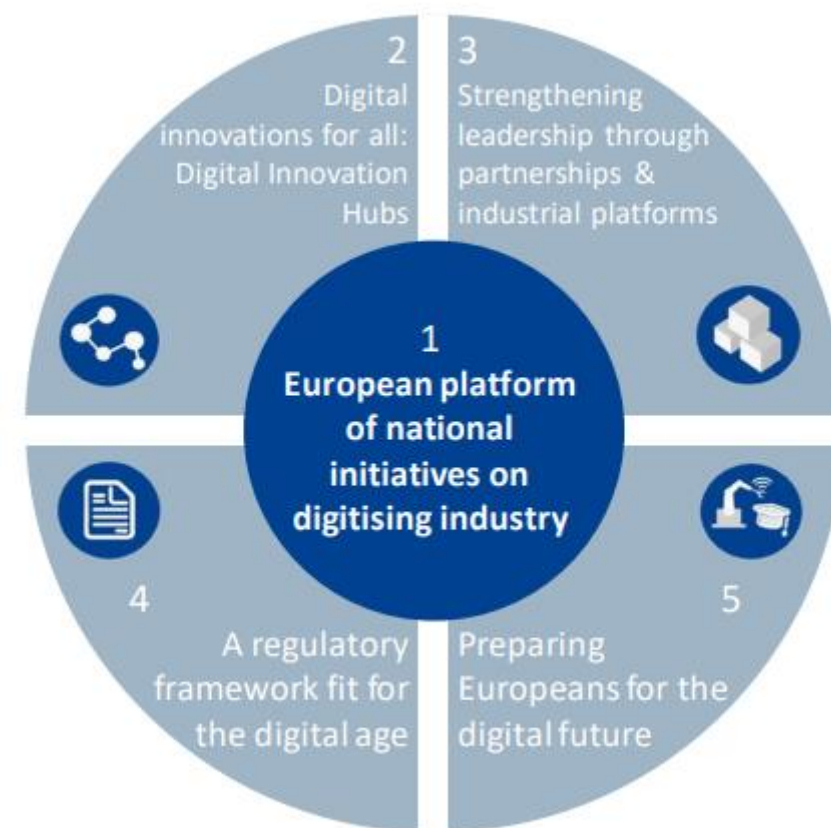 2
Digital
innovations for all:
Digital Innovation
Hubs
3
Strengthening
leadership through
partnerships &
industrial platforms
1
European platform
of national
initiatives on
digitising industry
4
A regulatory
framework fit for
the digital age
5
Preparing
Europeans for the
digital future